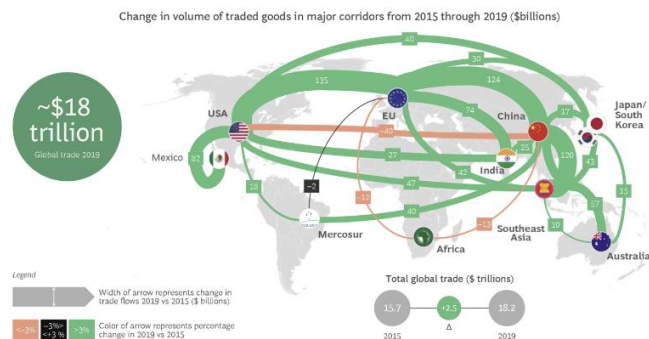 Change in volume of traded goods in major corridors from 2015 through 2019 ($billions)
~$18
trillion
Global trade 2019
40
30
135
124
USA
EU
74
China
37
Japan/
South
Korea
-40
25
120
43
Mexico
82
27
India
42
18
47
-2
-12
40
15
57
Mercosur
Africa
-13
Southeast
Asia
10
Australia
Legend
Width of arrow represents change in
trade flows 2019 vs 2015 ($ billions)
<-3%
-3%>
<+3 %
>3%
Color of arrow represents percentage
change in 2019 vs 2015
Total global trade ($ trillions)
15.7
+2.5
18.2
2015
Δ
2019